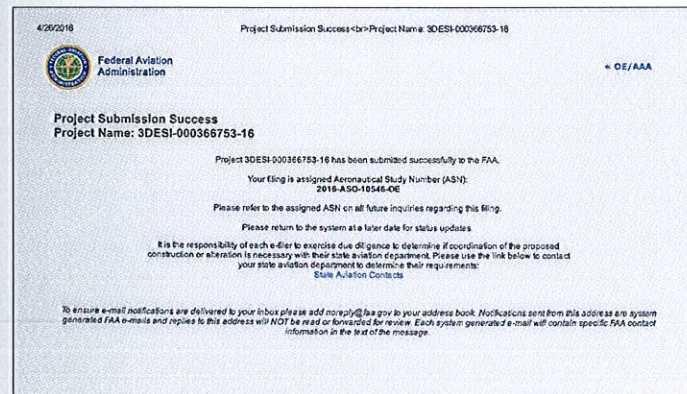 4/26/2016 Project Submission Success<br>Project Name: 3DESI-000366753-16
Federal Aviation
Administration
« OE/AAA
Project Submission Success
Project Name: 3DESI-000366753-16
Project 3DESI-000366753-16 has been submitted successfully to the FAA.
Your filing is assigned Aeronautical Study Number (ASN):
2016-ASO-10546-OE
Please refer to the assigned ASN on all future inquiries regarding this filing.
Please return to the system at a later date for status updates.
It is the responsibility of each e-filer to exercise due diligence to determine if coordination of the proposed
construction or alteration is necessary with their state aviation department. Please use the link below to contact
your state aviation department to determine their requirements:
State Aviation Contacts
To ensure e-mail notifications are delivered to your inbox please add noreply@faa.gov to your address book. Notifications sent from this address are system
generated FAA e-mails and replies to this address will NOT be read or forwarded for review. Each system generated e-mail will contain specific FAA contact
information in the text of the message.